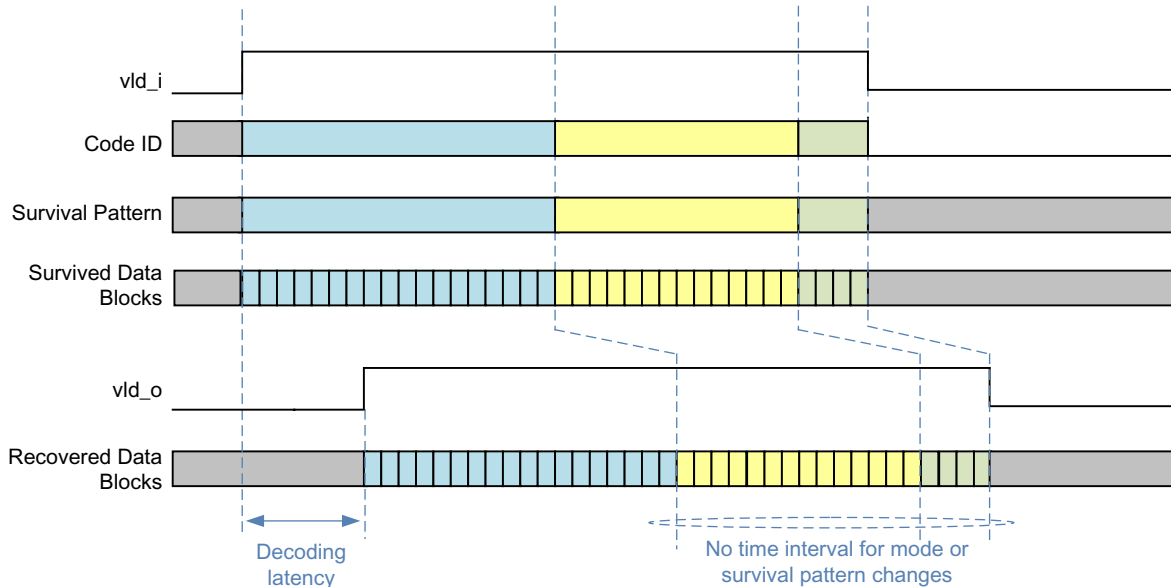 vld_i
Code ID
Survival Pattern
Survived Data
Blocks
vld_o
Recovered Data
Blocks
Decoding
latency
No time interval for mode or
survival pattern changes